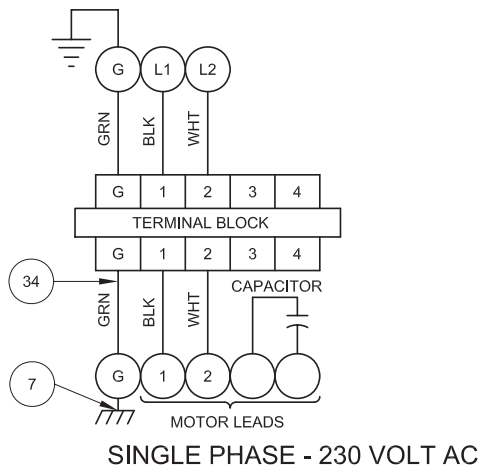 G L1 L2
GRN BLK WHT
G 1 2 3 4
TERMINAL BLOCK
G 1 2 3 4
34
CAPACITOR
GRN BLK WHT
7
G 1 2
MOTOR LEADS
SINGLE PHASE - 230 VOLT AC